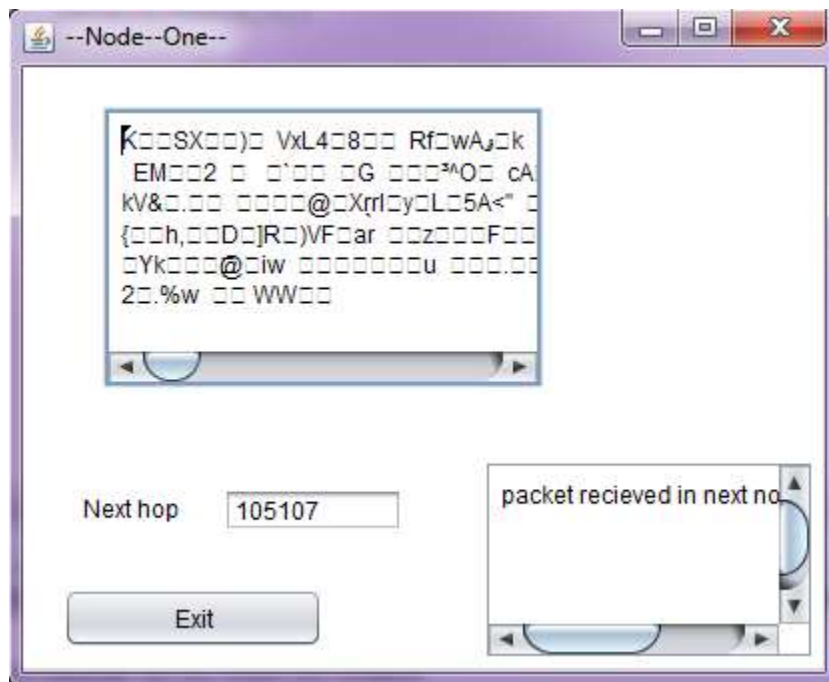 --Node--One--
K□□SX□□)□ VxL4□8□□ Rf□wA□k
EM□□2 □ □`□□ □G □□□³^O□ cA
kV&□.□□ □□□□@□Xrrl□y□L□5A<" □
{□□h,□□D□]R□)VF□ar □□z□□□F□□
□Yk□□□@□iw □□□□□□□u □□□.□□
2□.%w □□ WW□□
Next hop
105107
packet recieved in next no
Exit